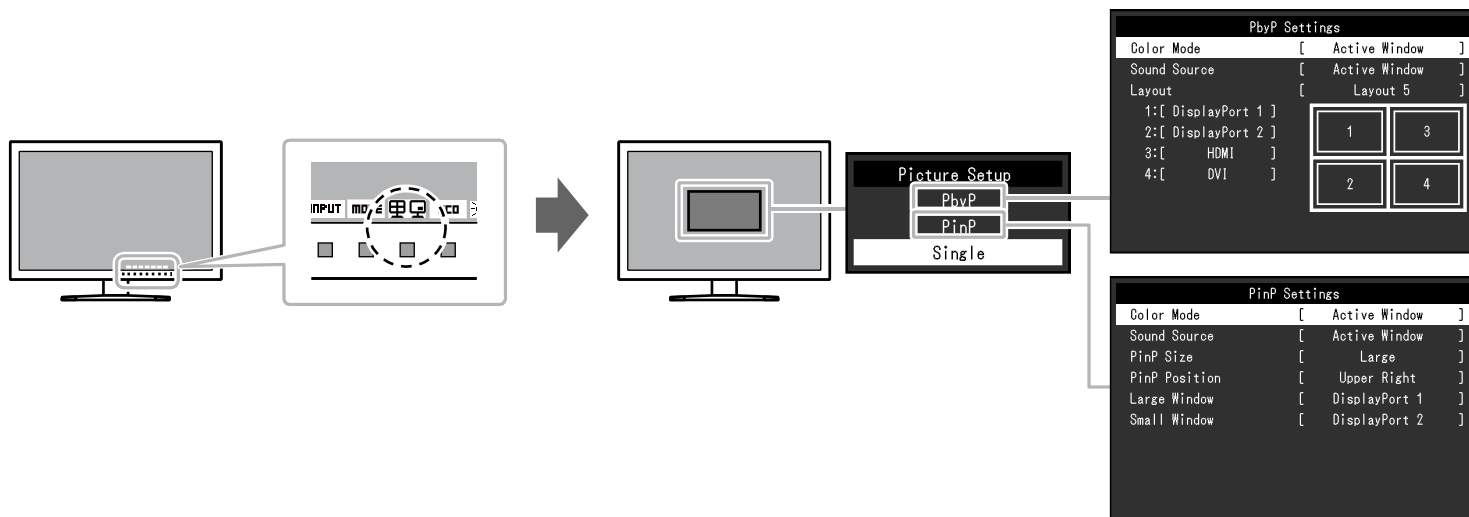 INPUT
Picture Setup
PbyP
PinP
Single
PbyP Settings
Color Mode [ Active Window ]
Sound Source [ Active Window ]
Layout [ Layout 5 ]
1:[ DisplayPort 1 ]
2:[ DisplayPort 2 ]
3:[ HDMI ]
4:[ DVI ]
1 3
2 4
PinP Settings
Color Mode [ Active Window ]
Sound Source [ Active Window ]
PinP Size [ Large ]
PinP Position [ Upper Right ]
Large Window [ DisplayPort 1 ]
Small Window [ DisplayPort 2 ]